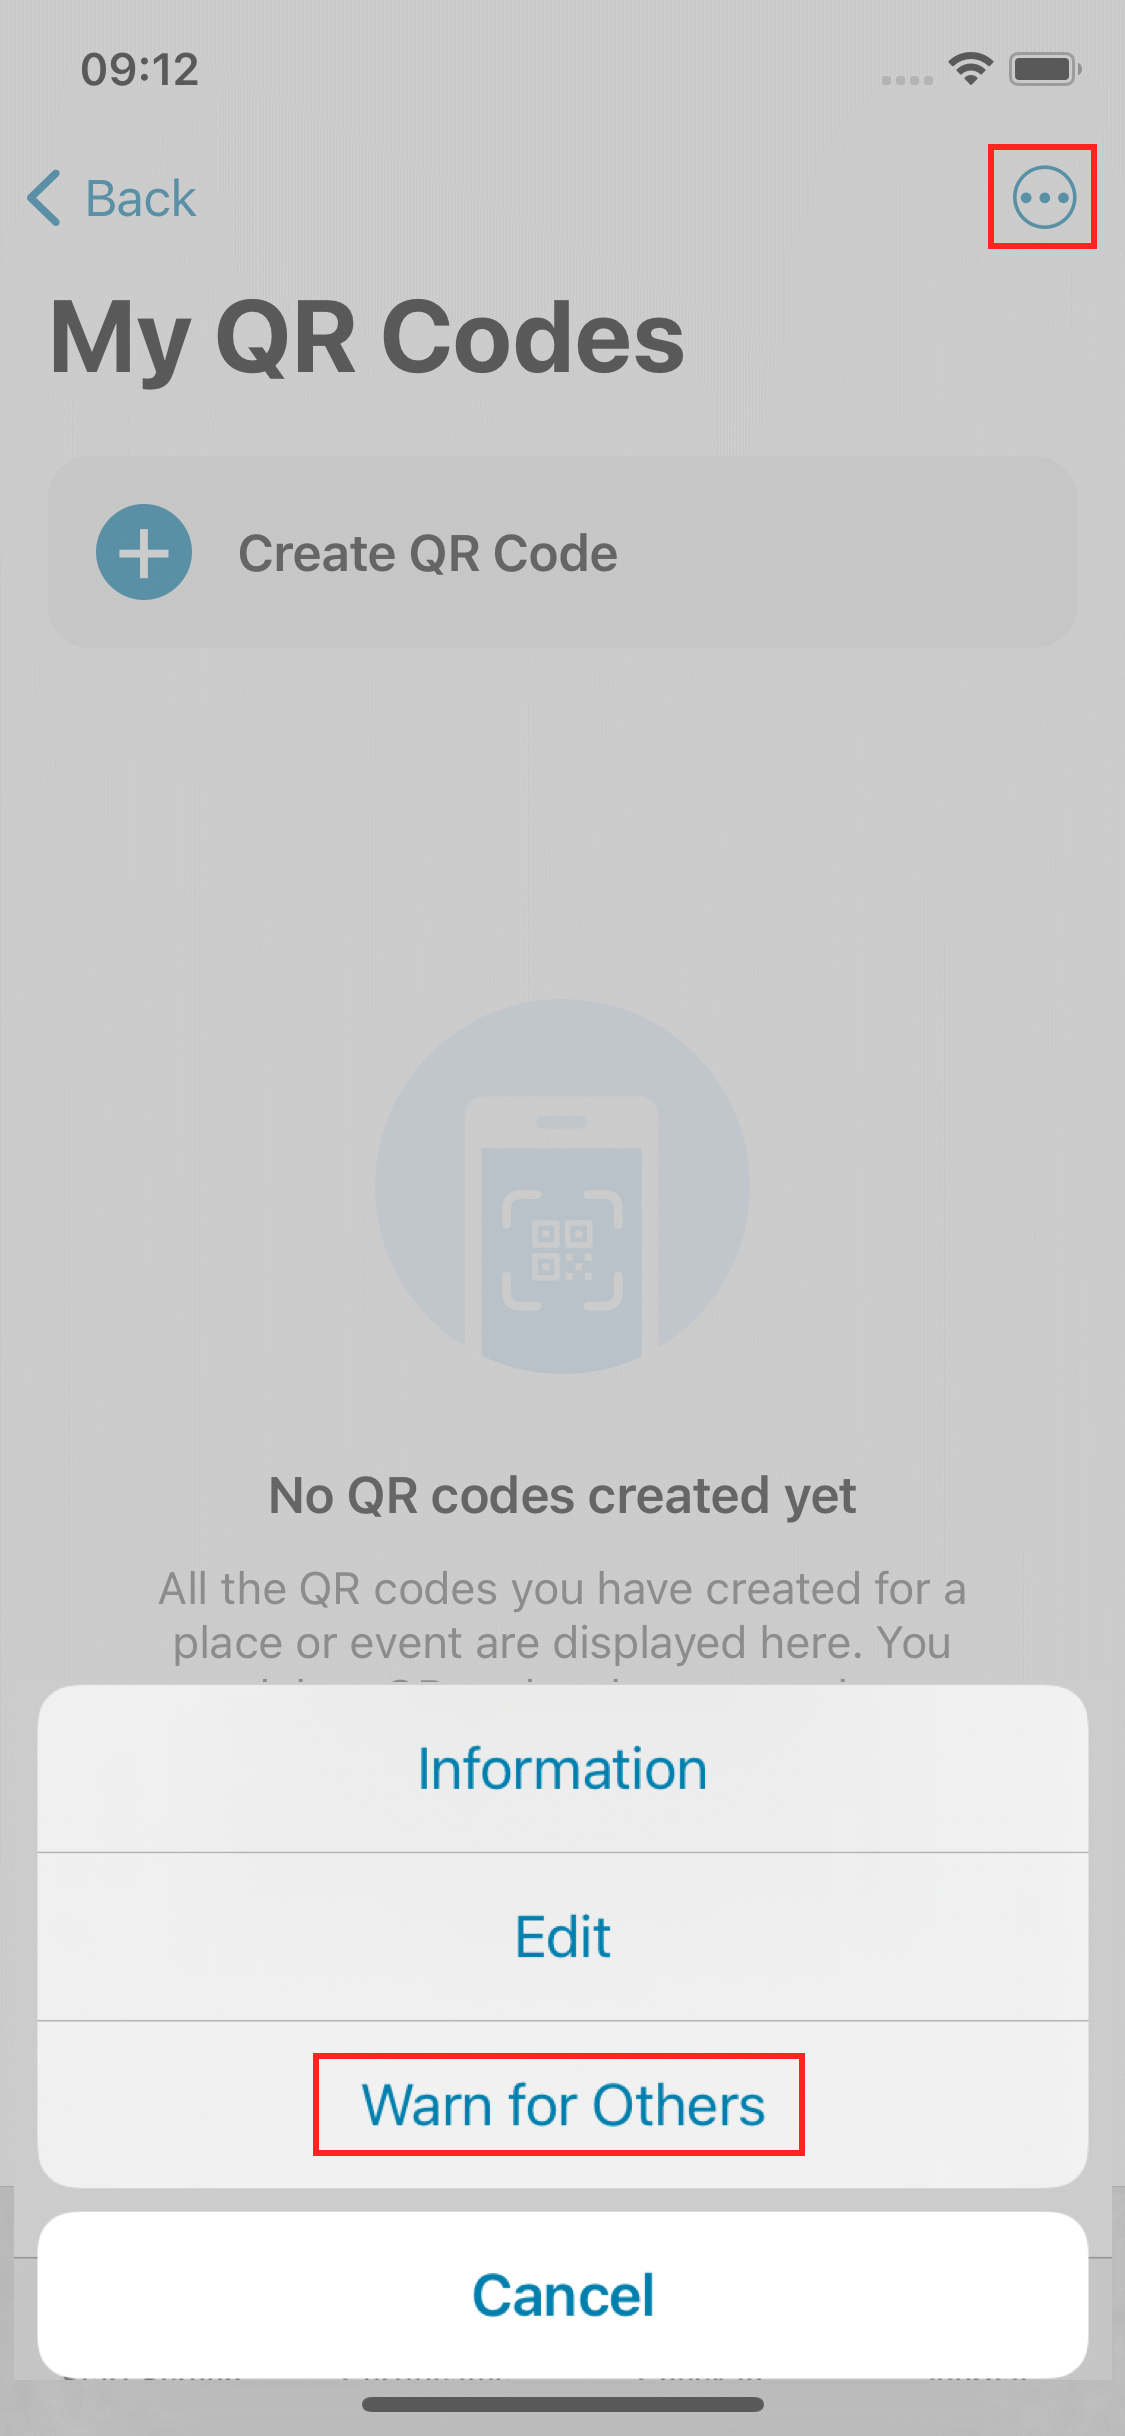 09:12
Back
My QR Codes
Create QR Code
No QR codes created yet
All the QR codes you have created for a
place or event are displayed here. You
Information
Edit
Warn for Others
Cancel